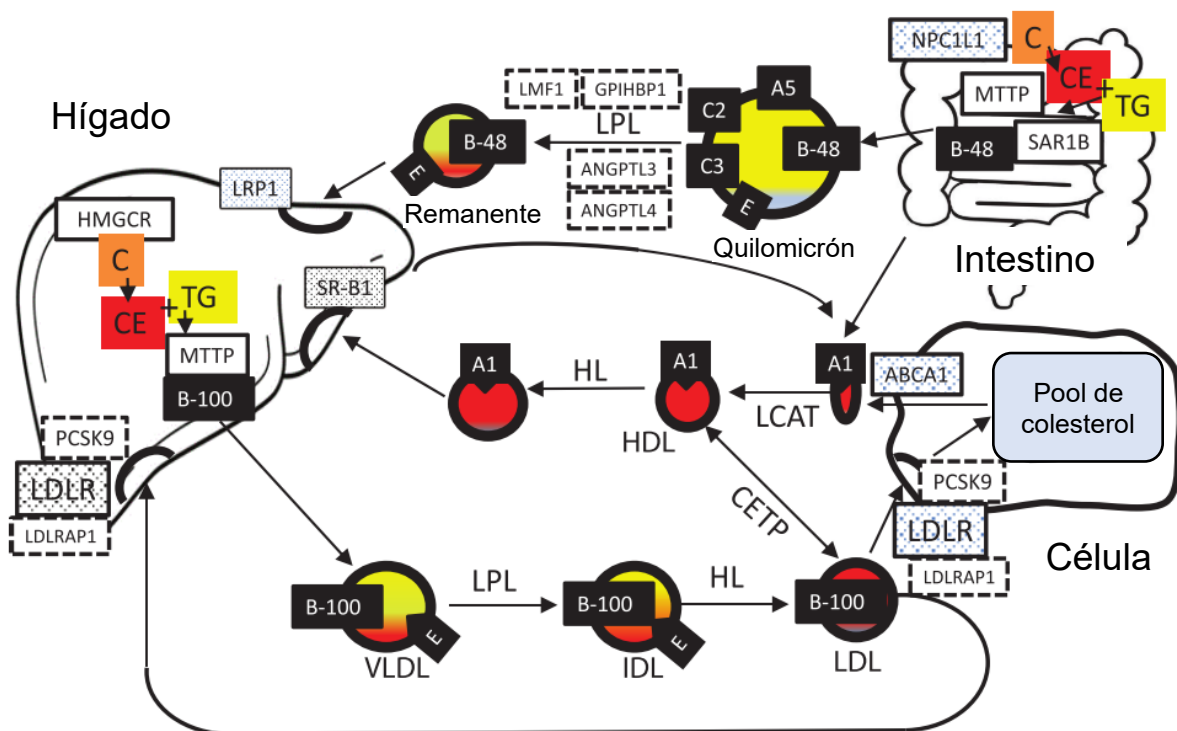 NPC1L1
C
CE
+
TG
MTTP
SAR1B
B-48
Intestino
A5
C2
C3
B-48
E
Quilomicrón
LMF1
GPIHBP1
LPL
ANGPTL3
ANGPTL4
B-48
E
Remanente
Hígado
LRP1
HMGCR
C
CE
+
TG
MTTP
B-100
SR-B1
PCSK9
LDLR
LDLRAP1
A1
HL
A1
HDL
LCAT
A1
ABCA1
Pool de
colesterol
PCSK9
LDLR
LDLRAP1
Célula
CETP
B-100
E
VLDL
LPL
B-100
E
IDL
HL
B-100
LDL